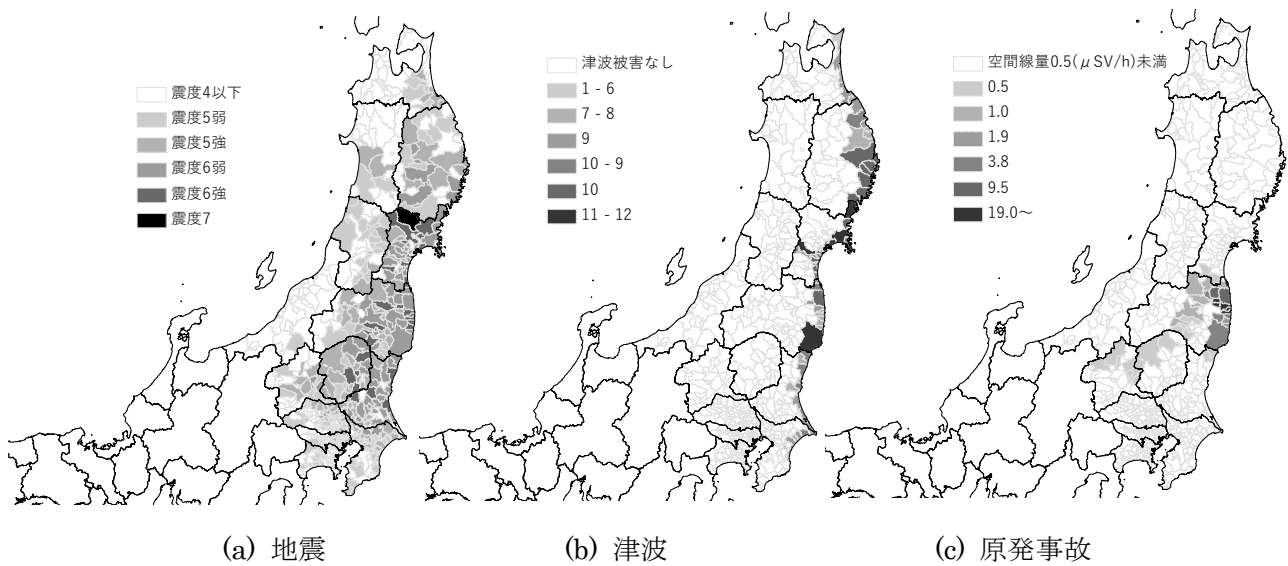 震度4以下
震度5弱
震度5強
震度6弱
震度6強
震度7
津波被害なし
1 - 6
7 - 8
9
10 - 9
10
11 - 12
空間線量0.5(μSV/h)未満
0.5
1.0
1.9
3.8
9.5
19.0～
(a) 地震
(b) 津波
(c) 原発事故